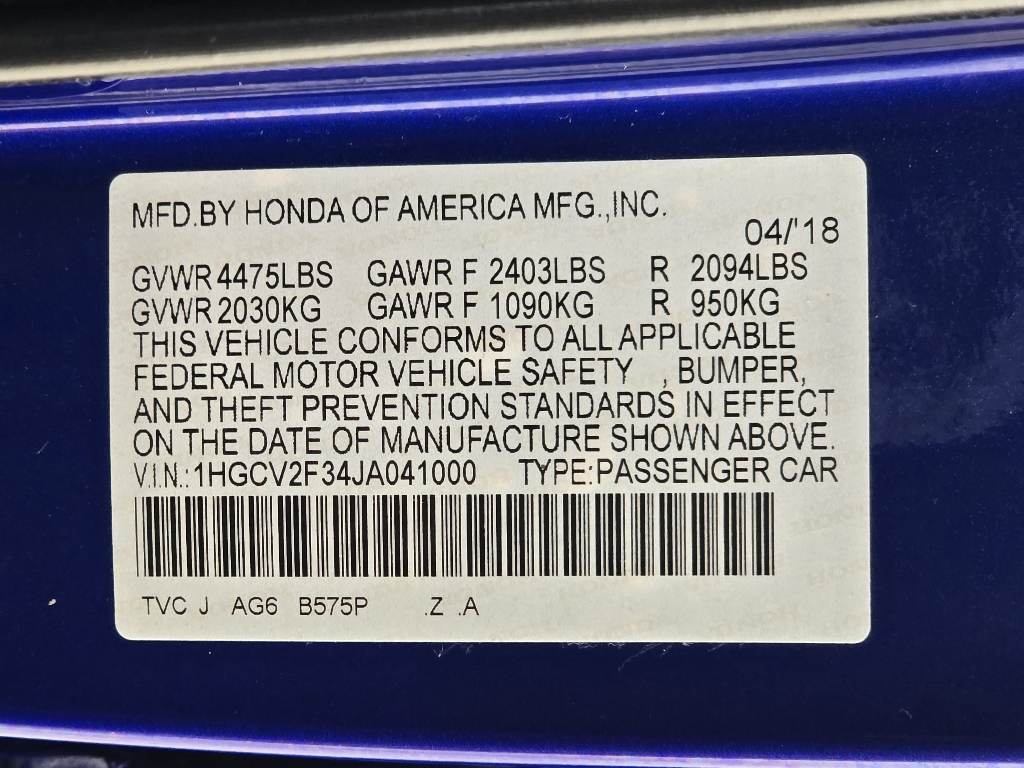 MFD.BY HONDA OF AMERICA MFG.,INC.
04/'18
GVWR 4475LBS GAWR F 2403LBS R 2094LBS
GVWR 2030KG GAWR F 1090KG R 950KG
THIS VEHICLE CONFORMS TO ALL APPLICABLE
FEDERAL MOTOR VEHICLE SAFETY , BUMPER,
AND THEFT PREVENTION STANDARDS IN EFFECT
ON THE DATE OF MANUFACTURE SHOWN ABOVE.
V.I.N.:1HGCV2F34JA041000 TYPE:PASSENGER CAR
TVC J AG6 B575P .Z .A